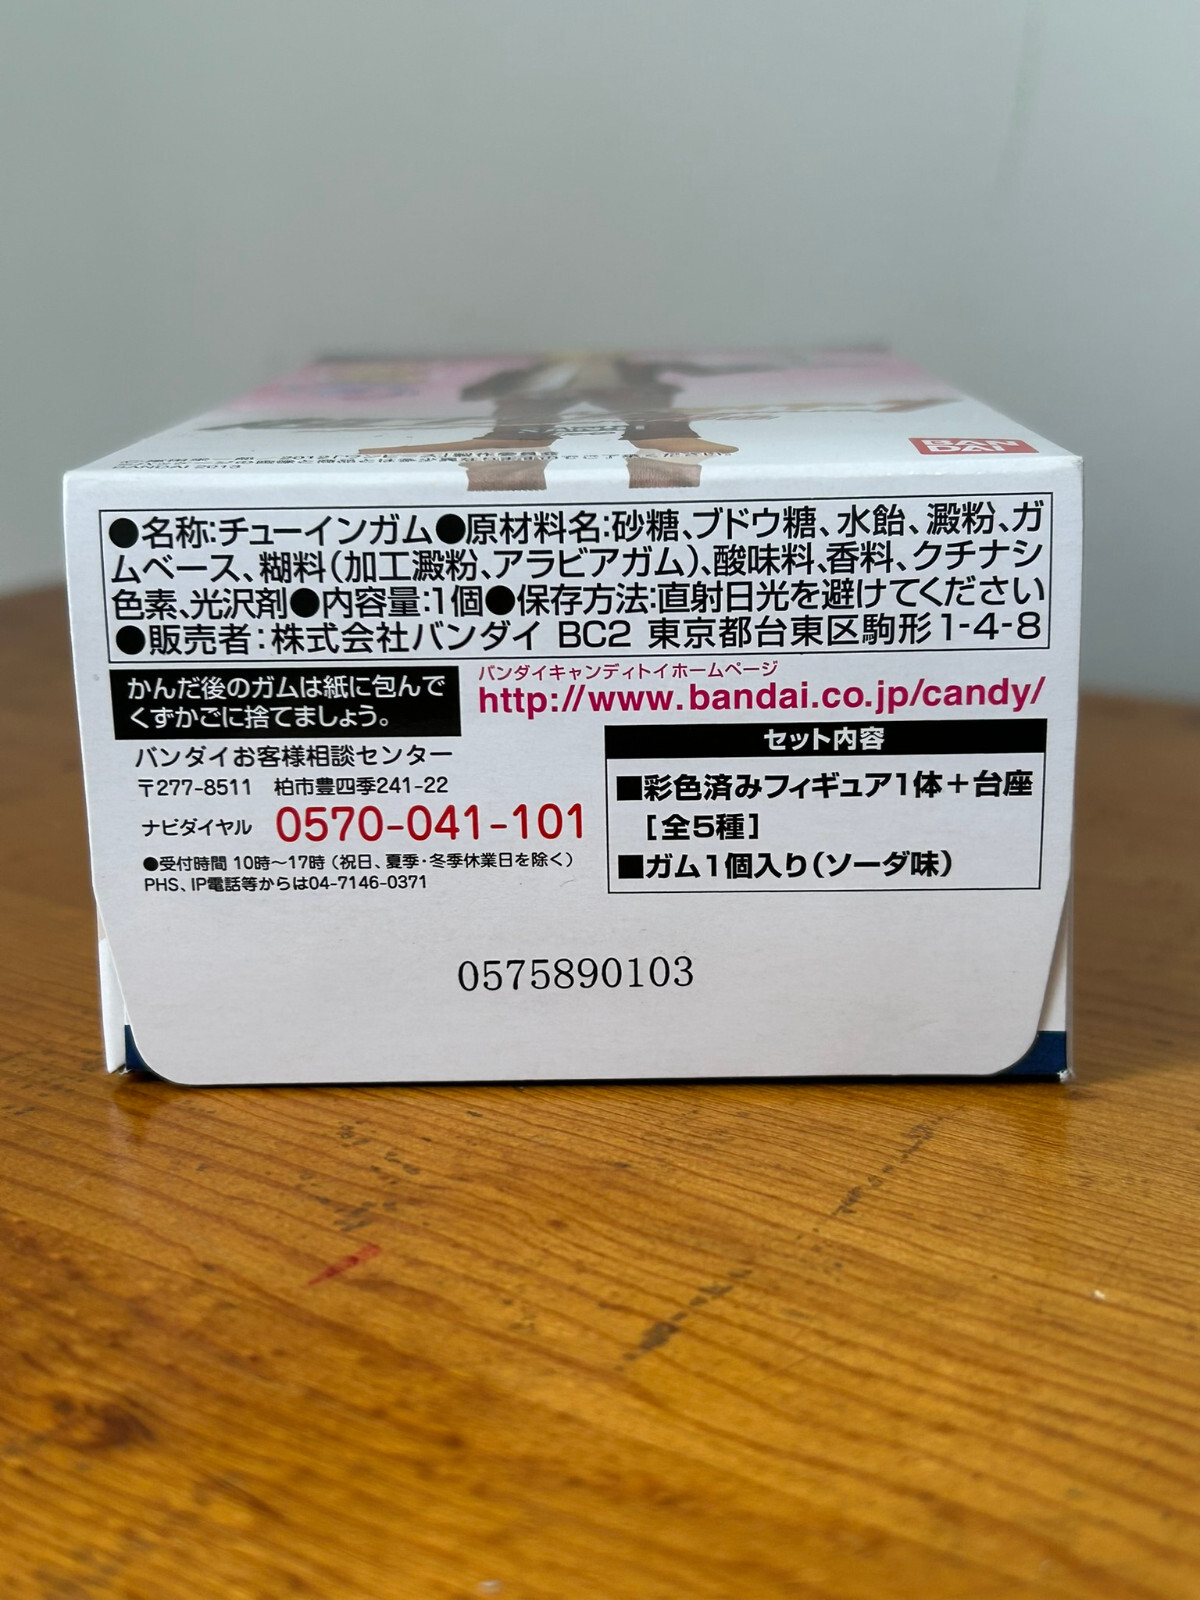 BANDAI
BANDAI 2013
●名称:チューインガム●原材料名:砂糖、ブドウ糖、水飴、澱粉、ガ
ムベース、糊料(加工澱粉、アラビアガム)、酸味料、香料、クチナシ
色素、光沢剤●内容量:1個●保存方法:直射日光を避けてください
●販売者:株式会社バンダイ BC2 東京都台東区駒形1-4-8
かんだ後のガムは紙に包んで
くずかごに捨てましょう。
バンダイキャンディトイホームページ
http://www.bandai.co.jp/candy/
バンダイお客様相談センター
〒277-8511 柏市豊四季241-22
ナビダイヤル 0570-041-101
●受付時間 10時〜17時(祝日、夏季・冬季休業日を除く)
PHS、IP電話等からは04-7146-0371
セット内容
■彩色済みフィギュア1体+台座
[全5種]
■ガム1個入り(ソーダ味)
0575890103